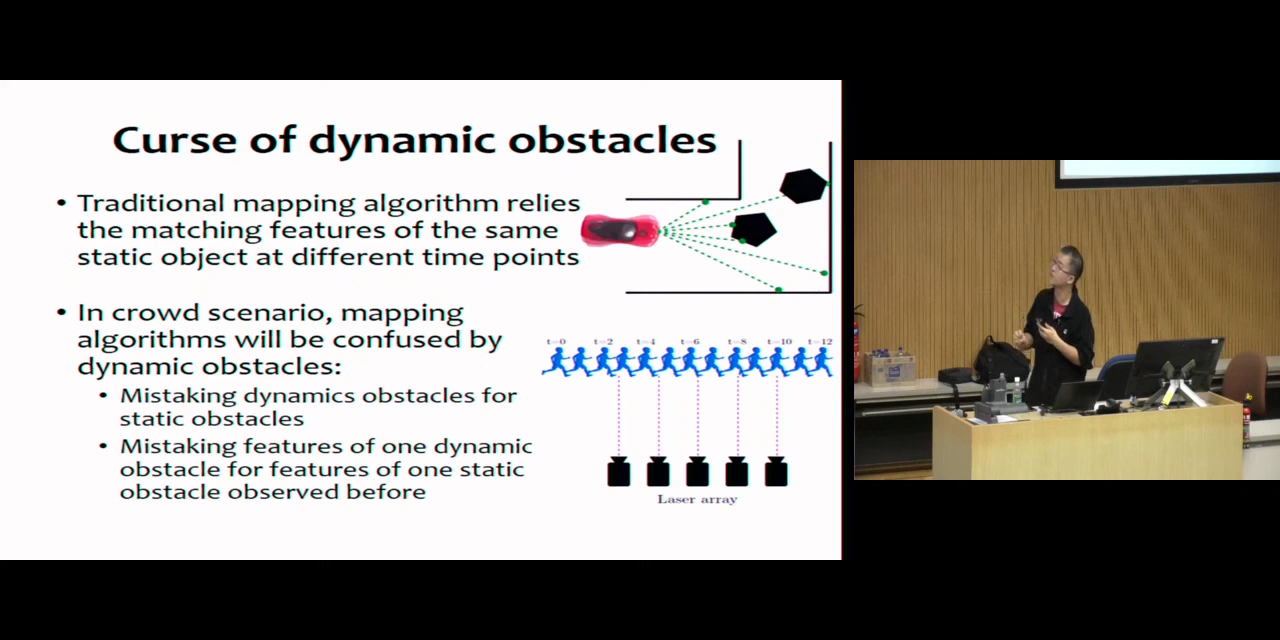 Curse of dynamic obstacles
• Traditional mapping algorithm relies
the matching features of the same
static object at different time points
• In crowd scenario, mapping
algorithms will be confused by
dynamic obstacles:
• Mistaking dynamics obstacles for
static obstacles
• Mistaking features of one dynamic
obstacle for features of one static
obstacle observed before
t=0 t=2 t=4 t=6 t=8 t=10 t=12
Laser array